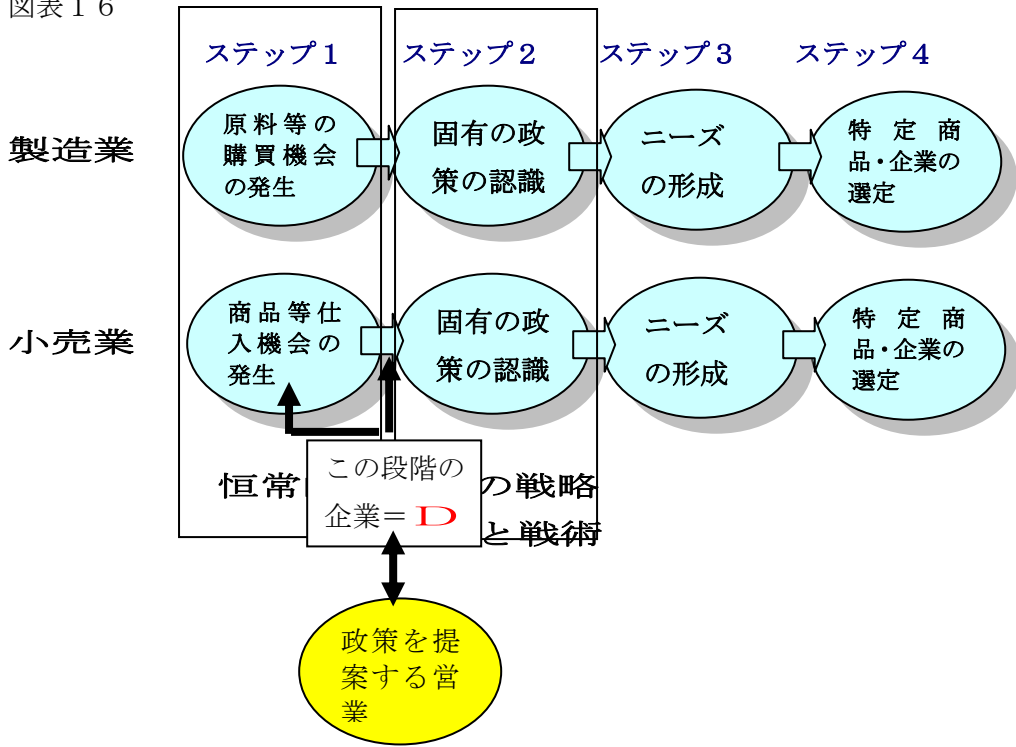 図表１６
ステップ１ ステップ２ ステップ３ ステップ４
製造業
原料等の
購買機会
の発生
固有の政
策の認識
ニーズ
の形成
特定商
品・企業の
選定
小売業
商品等仕
入機会の
発生
固有の政
策の認識
ニーズ
の形成
特定商
品・企業の
選定
恒常
の戦略
と戦術
この段階の
企業＝Ｄ
政策を提
案する営
業